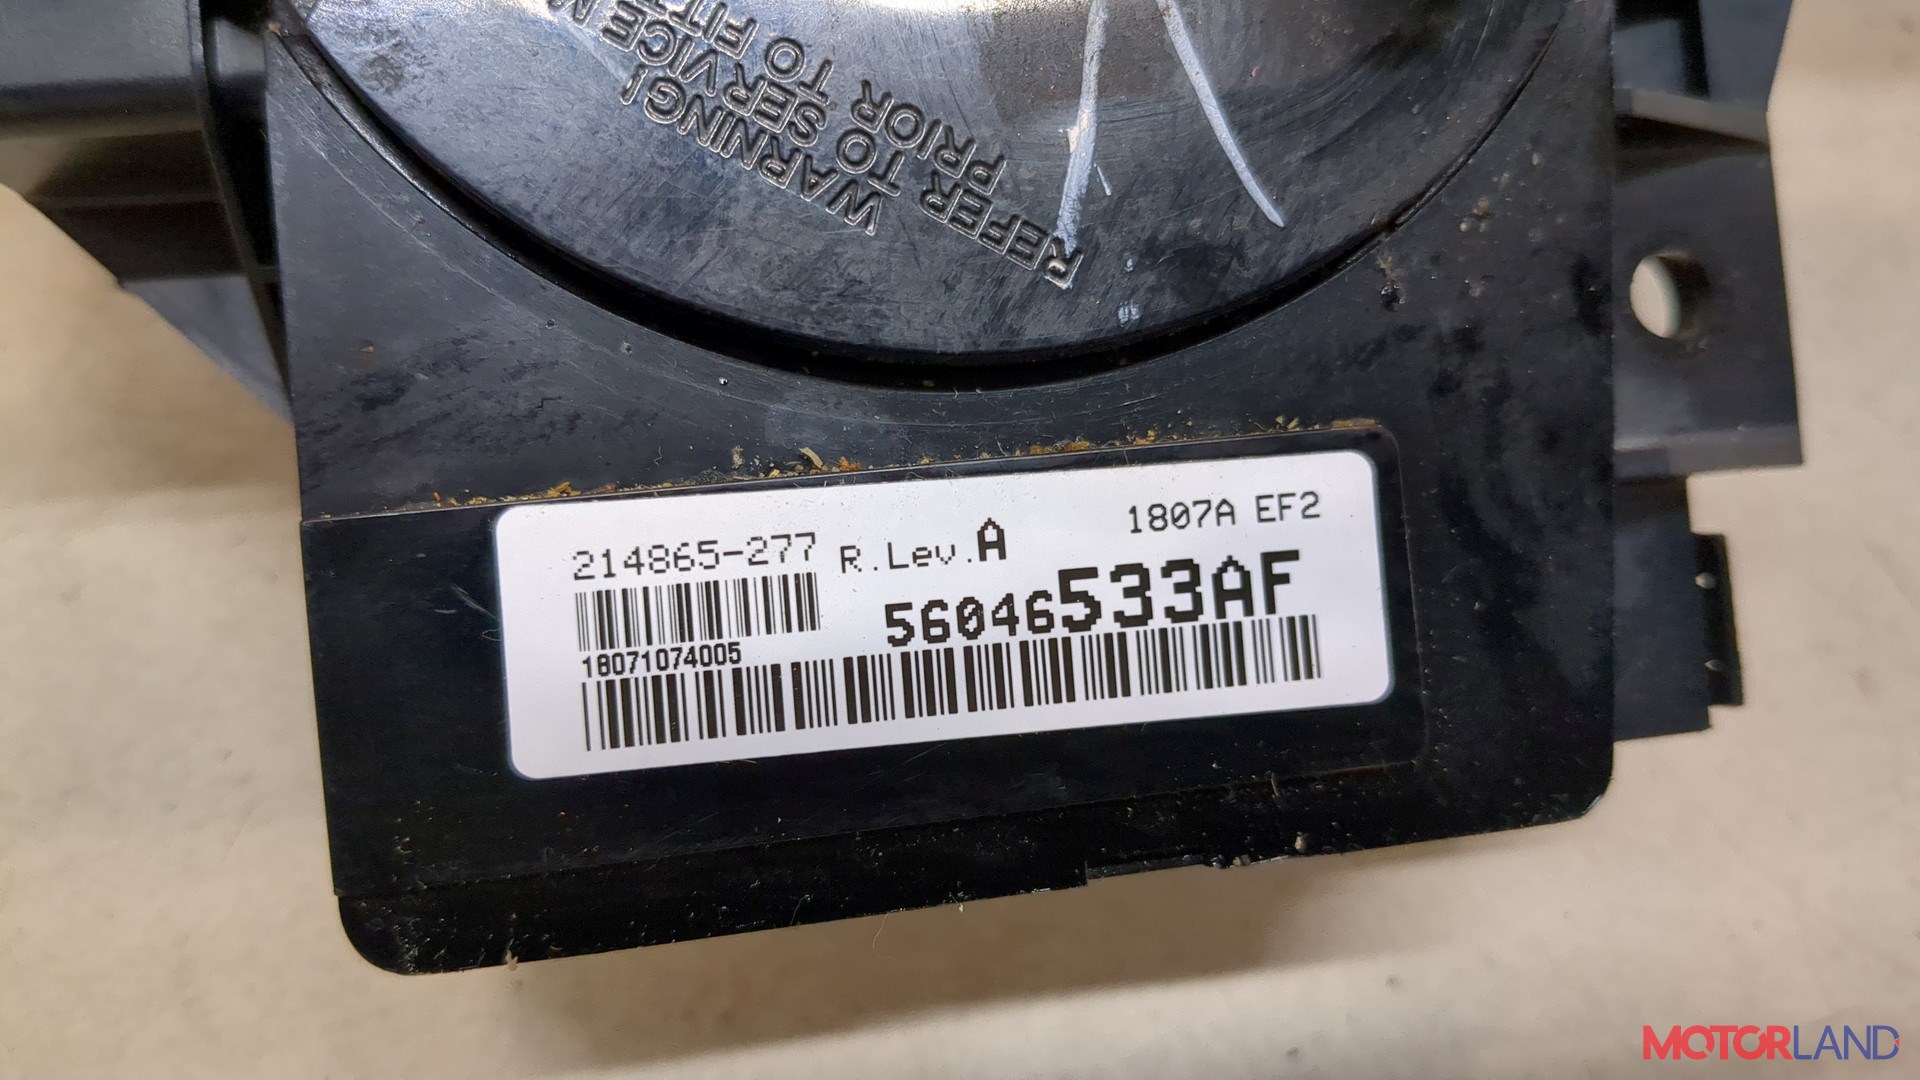 WARNING!
REFER TO SERVICE M
PRIOR TO FIT
214865-277 R.Lev.A 1807A EF2
56046533AF
18071074005
MOTORLAND